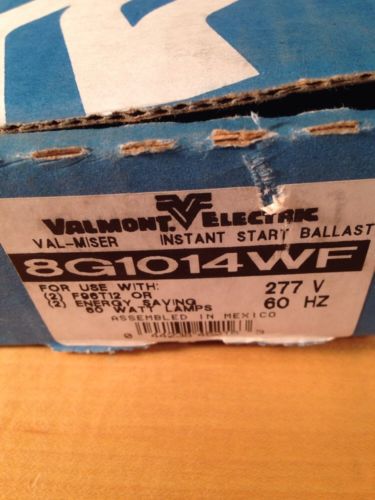 VALMONT ELECTRIC
VAL-MISER INSTANT START BALLAST
8G1014WF
FOR USE WITH: 277 V
(2) F96T12 OR 60 HZ
(2) ENERGY SAVING
60 WATT LAMPS
ASSEMBLED IN MEXICO